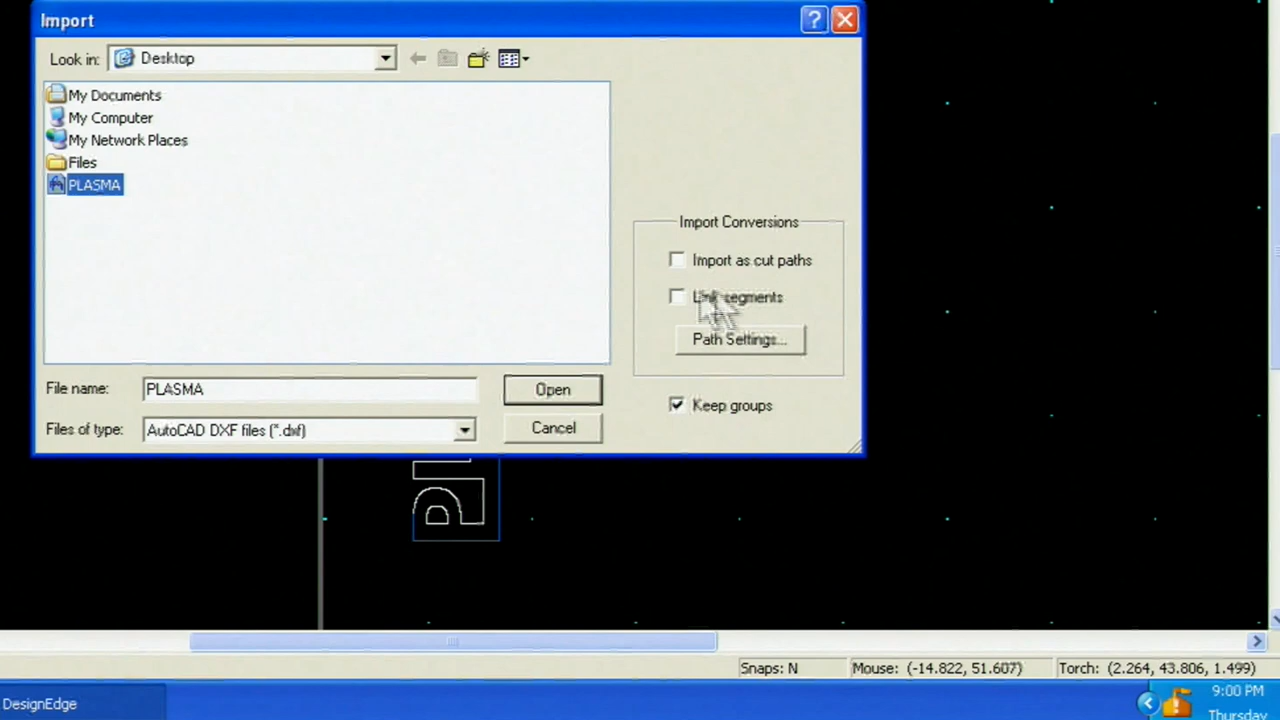 Import
Look in: Desktop
My Documents
My Computer
My Network Places
Files
PLASMA
Import Conversions
Import as cut paths
Link segments
Path Settings...
Keep groups
File name: PLASMA
Open
Files of type: AutoCAD DXF files (*.dxf)
Cancel
Snaps: N
Mouse: (-14.822, 51.607)
Torch: (2.264, 43.806, 1.499)
DesignEdge
9:00 PM
Thursday